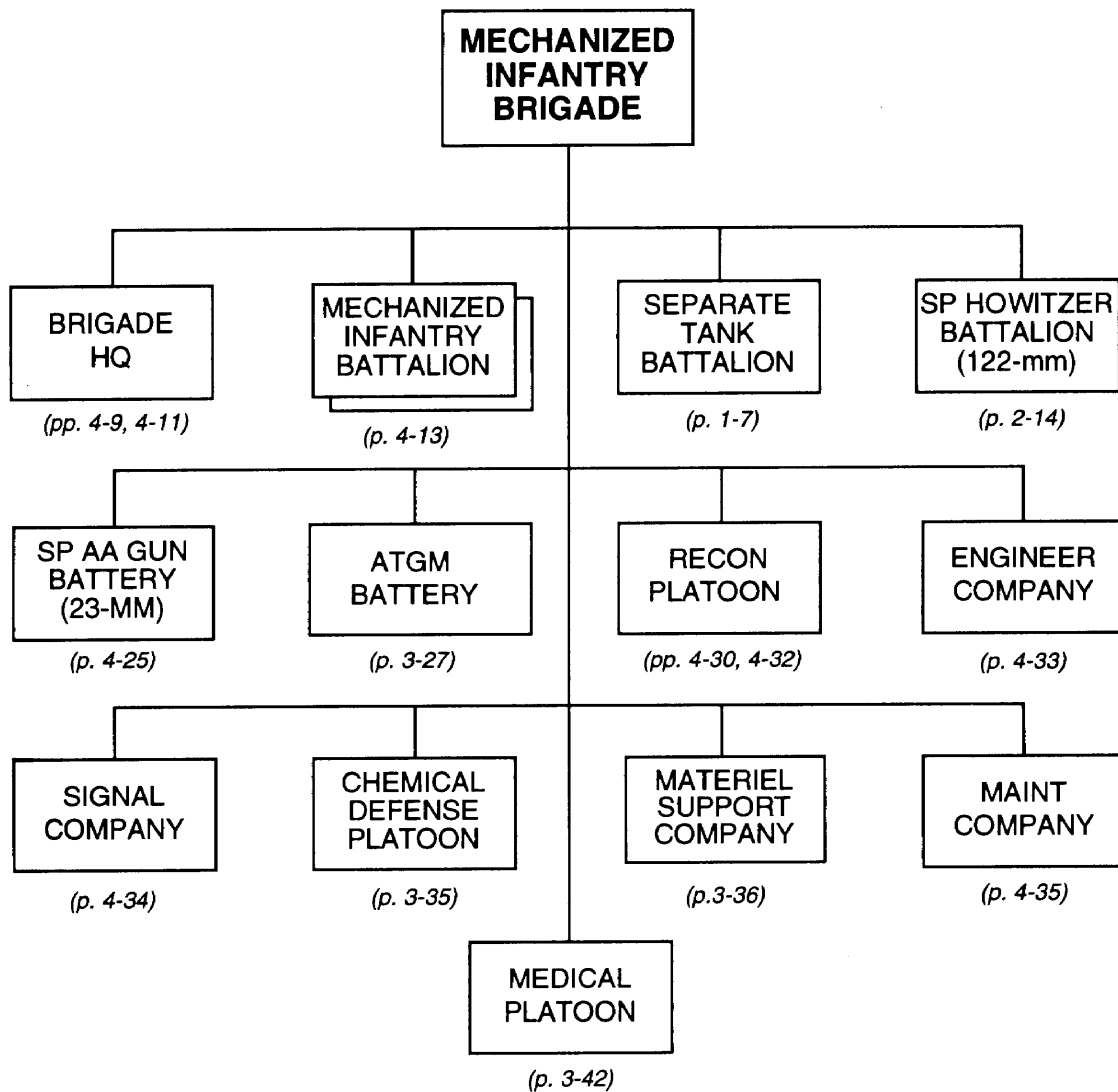 MECHANIZED
INFANTRY
BRIGADE
BRIGADE
HQ
(pp. 4-9, 4-11)
MECHANIZED
INFANTRY
BATTALION
(p. 4-13)
SEPARATE
TANK
BATTALION
(p. 1-7)
SP HOWITZER
BATTALION
(122-mm)
(p. 2-14)
SP AA GUN
BATTERY
(23-MM)
(p. 4-25)
ATGM
BATTERY
(p. 3-27)
RECON
PLATOON
(pp. 4-30, 4-32)
ENGINEER
COMPANY
(p. 4-33)
SIGNAL
COMPANY
(p. 4-34)
CHEMICAL
DEFENSE
PLATOON
(p. 3-35)
MATERIEL
SUPPORT
COMPANY
(p.3-36)
MAINT
COMPANY
(p. 4-35)
MEDICAL
PLATOON
(p. 3-42)